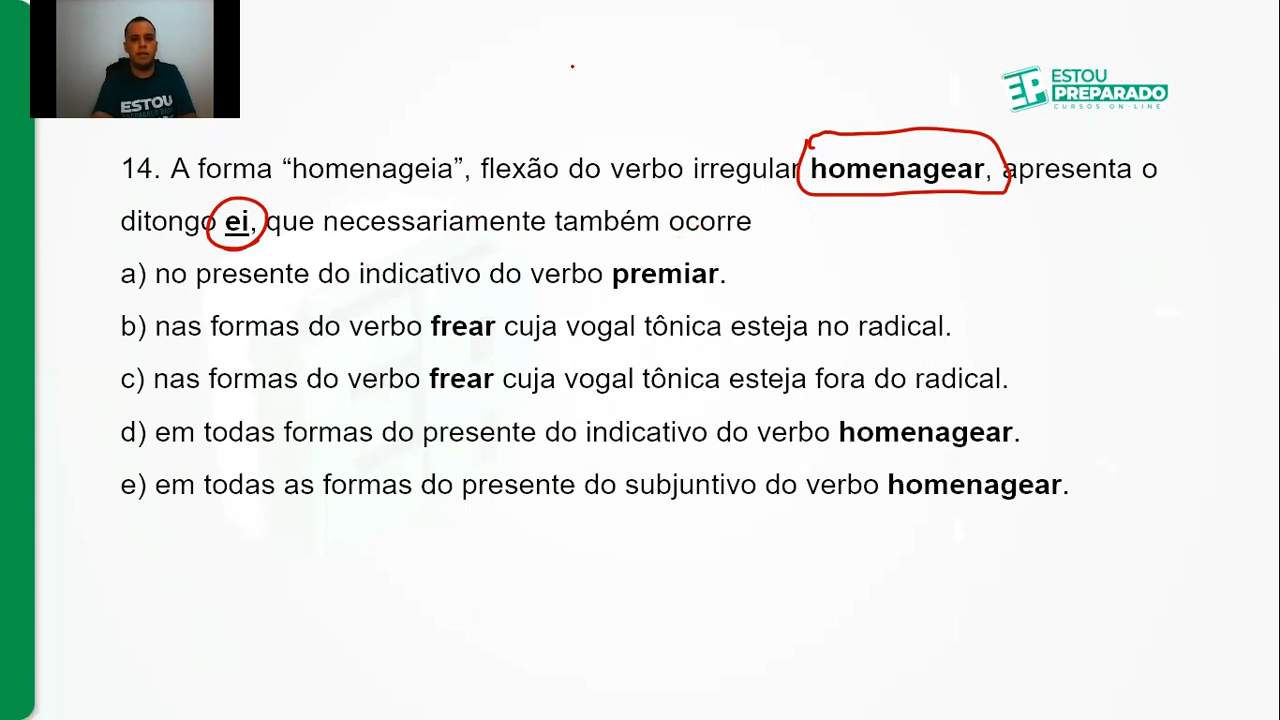 ESTOU
ESTOU
PREPARADO
CURSOS ON-LINE
14. A forma “homenageia”, flexão do verbo irregular homenagear, apresenta o
ditongo ei, que necessariamente também ocorre
a) no presente do indicativo do verbo premiar.
b) nas formas do verbo frear cuja vogal tônica esteja no radical.
c) nas formas do verbo frear cuja vogal tônica esteja fora do radical.
d) em todas formas do presente do indicativo do verbo homenagear.
e) em todas as formas do presente do subjuntivo do verbo homenagear.